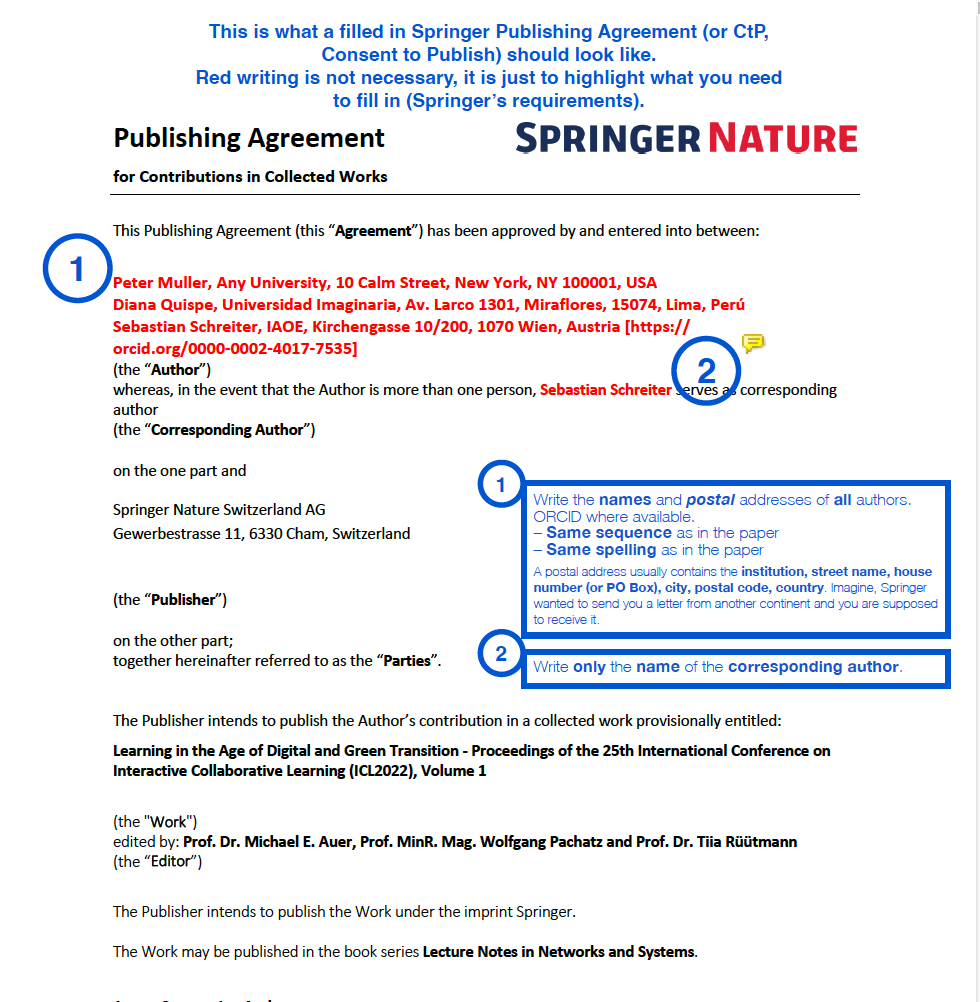 This is what a filled in Springer Publishing Agreement (or CtP,
Consent to Publish) should look like.
Red writing is not necessary, it is just to highlight what you need
to fill in (Springer's requirements).
Publishing Agreement
SPRINGER NATURE
for Contributions in Collected Works
This Publishing Agreement (this “Agreement”) has been approved by and entered into between:
1
Peter Muller, Any University, 10 Calm Street, New York, NY 100001, USA
Diana Quispe, Universidad Imaginaria, Av. Larco 1301, Miraflores, 15074, Lima, Perú
Sebastian Schreiter, IAOE, Kirchengasse 10/200, 1070 Wien, Austria [https://
orcid.org/0000-0002-4017-7535]
(the “Author”)
2
whereas, in the event that the Author is more than one person, Sebastian Schreiter serves as corresponding
author
(the “Corresponding Author”)
on the one part and
Springer Nature Switzerland AG
Gewerbestrasse 11, 6330 Cham, Switzerland
(the “Publisher”)
on the other part;
together hereinafter referred to as the “Parties”.
1
Write the names and postal addresses of all authors.
ORCID where available.
– Same sequence as in the paper
– Same spelling as in the paper
A postal address usually contains the institution, street name, house
number (or PO Box), city, postal code, country. Imagine, Springer
wanted to send you a letter from another continent and you are supposed
to receive it.
2
Write only the name of the corresponding author.
The Publisher intends to publish the Author’s contribution in a collected work provisionally entitled:
Learning in the Age of Digital and Green Transition - Proceedings of the 25th International Conference on
Interactive Collaborative Learning (ICL2022), Volume 1
(the "Work")
edited by: Prof. Dr. Michael E. Auer, Prof. MinR. Mag. Wolfgang Pachatz and Prof. Dr. Tiia Rüütmann
(the “Editor”)
The Publisher intends to publish the Work under the imprint Springer.
The Work may be published in the book series Lecture Notes in Networks and Systems.